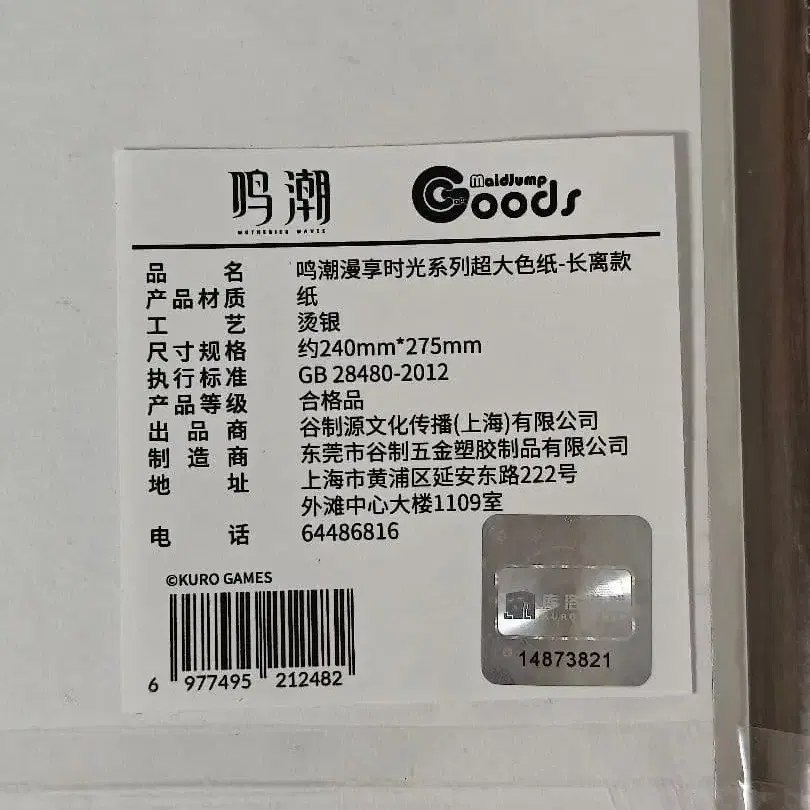 鸣潮
WUTHERING WAVES
MaidJump
Goods
品名 鸣潮漫享时光系列超大色纸-长离款
产品材质 纸
工艺 烫银
尺寸规格 约240mm*275mm
执行标准 GB 28480-2012
产品等级 合格品
出品商 谷制源文化传播(上海)有限公司
制造商 东莞市谷制五金塑胶制品有限公司
地址 上海市黄浦区延安东路222号
外滩中心大楼1109室
电话 64486816
©KURO GAMES
6 977495 212482
库洛
KURO
14873821